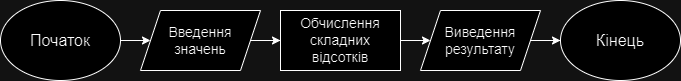 Початок
Введення
значень
Обчислення
складних
відсотків
Виведення
результату
Кінець